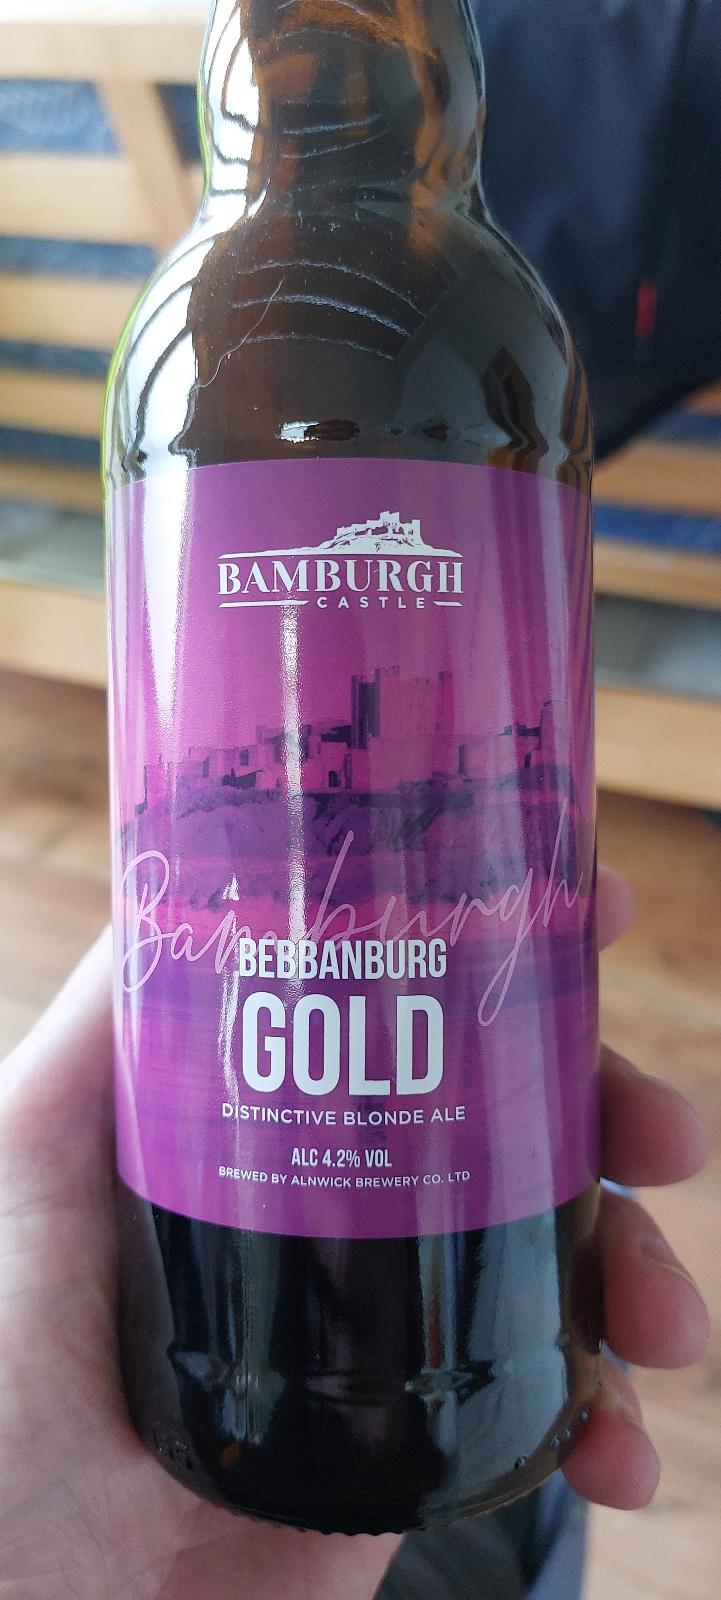 BAMBURGH
CASTLE
Bamburgh
BEBBANBURG
GOLD
DISTINCTIVE BLONDE ALE
ALC 4.2% VOL
BREWED BY ALNWICK BREWERY CO. LTD